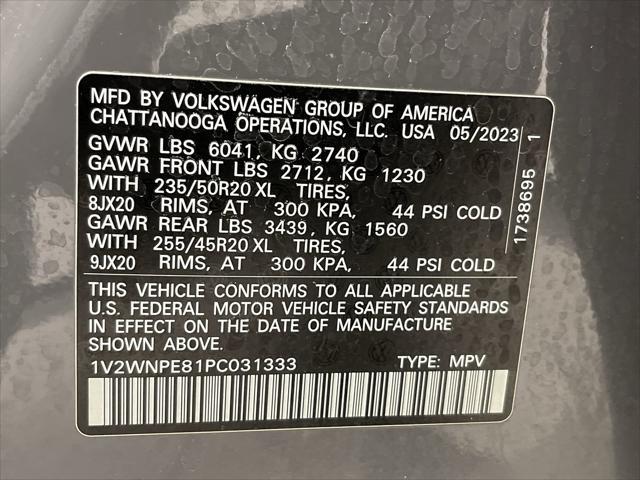 MFD BY VOLKSWAGEN GROUP OF AMERICA
CHATTANOOGA OPERATIONS, LLC. USA 05/2023
GVWR LBS 6041, KG 2740
GAWR FRONT LBS 2712, KG 1230
WITH 235/50R20 XL TIRES,
8JX20 RIMS, AT 300 KPA, 44 PSI COLD
GAWR REAR LBS 3439, KG 1560
WITH 255/45R20 XL TIRES,
9JX20 RIMS, AT 300 KPA, 44 PSI COLD
THIS VEHICLE CONFORMS TO ALL APPLICABLE
U.S. FEDERAL MOTOR VEHICLE SAFETY STANDARDS
IN EFFECT ON THE DATE OF MANUFACTURE
SHOWN ABOVE.
1V2WNPE81PC031333 TYPE: MPV
1738695 1